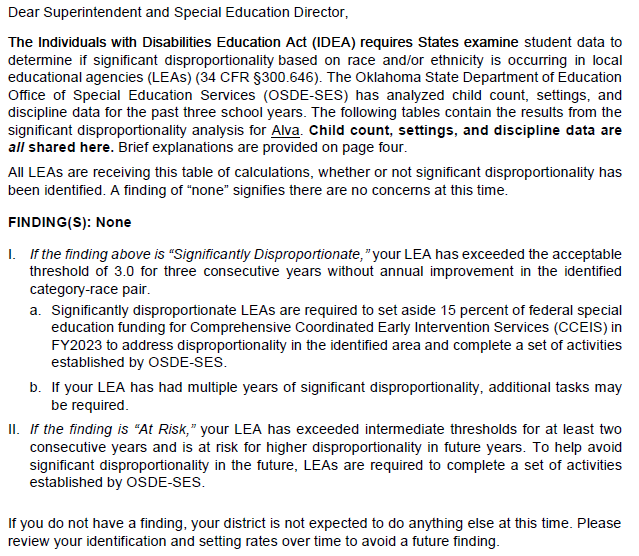 Dear Superintendent and Special Education Director,
The Individuals with Disabilities Education Act (IDEA) requires States examine student data to
determine if significant disproportionality based on race and/or ethnicity is occurring in local
educational agencies (LEAs) (34 CFR §300.646). The Oklahoma State Department of Education
Office of Special Education Services (OSDE-SES) has analyzed child count, settings, and
discipline data for the past three school years. The following tables contain the results from the
significant disproportionality analysis for Alva. Child count, settings, and discipline data are
all shared here. Brief explanations are provided on page four.
All LEAs are receiving this table of calculations, whether or not significant disproportionality has
been identified. A finding of “none” signifies there are no concerns at this time.
FINDING(S): None
I. If the finding above is “Significantly Disproportionate,” your LEA has exceeded the acceptable
threshold of 3.0 for three consecutive years without annual improvement in the identified
category-race pair.
a. Significantly disproportionate LEAs are required to set aside 15 percent of federal special
education funding for Comprehensive Coordinated Early Intervention Services (CCEIS) in
FY2023 to address disproportionality in the identified area and complete a set of activities
established by OSDE-SES.
b. If your LEA has had multiple years of significant disproportionality, additional tasks may
be required.
II. If the finding is “At Risk,” your LEA has exceeded intermediate thresholds for at least two
consecutive years and is at risk for higher disproportionality in future years. To help avoid
significant disproportionality in the future, LEAs are required to complete a set of activities
established by OSDE-SES.
If you do not have a finding, your district is not expected to do anything else at this time. Please
review your identification and setting rates over time to avoid a future finding.